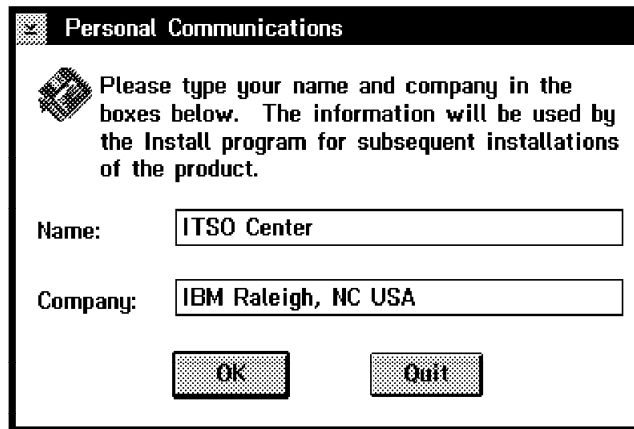 Personal Communications
Please type your name and company in the
boxes below.  The information will be used by
the Install program for subsequent installations
of the product.
Name: ITSO Center
Company: IBM Raleigh, NC USA
OK Quit